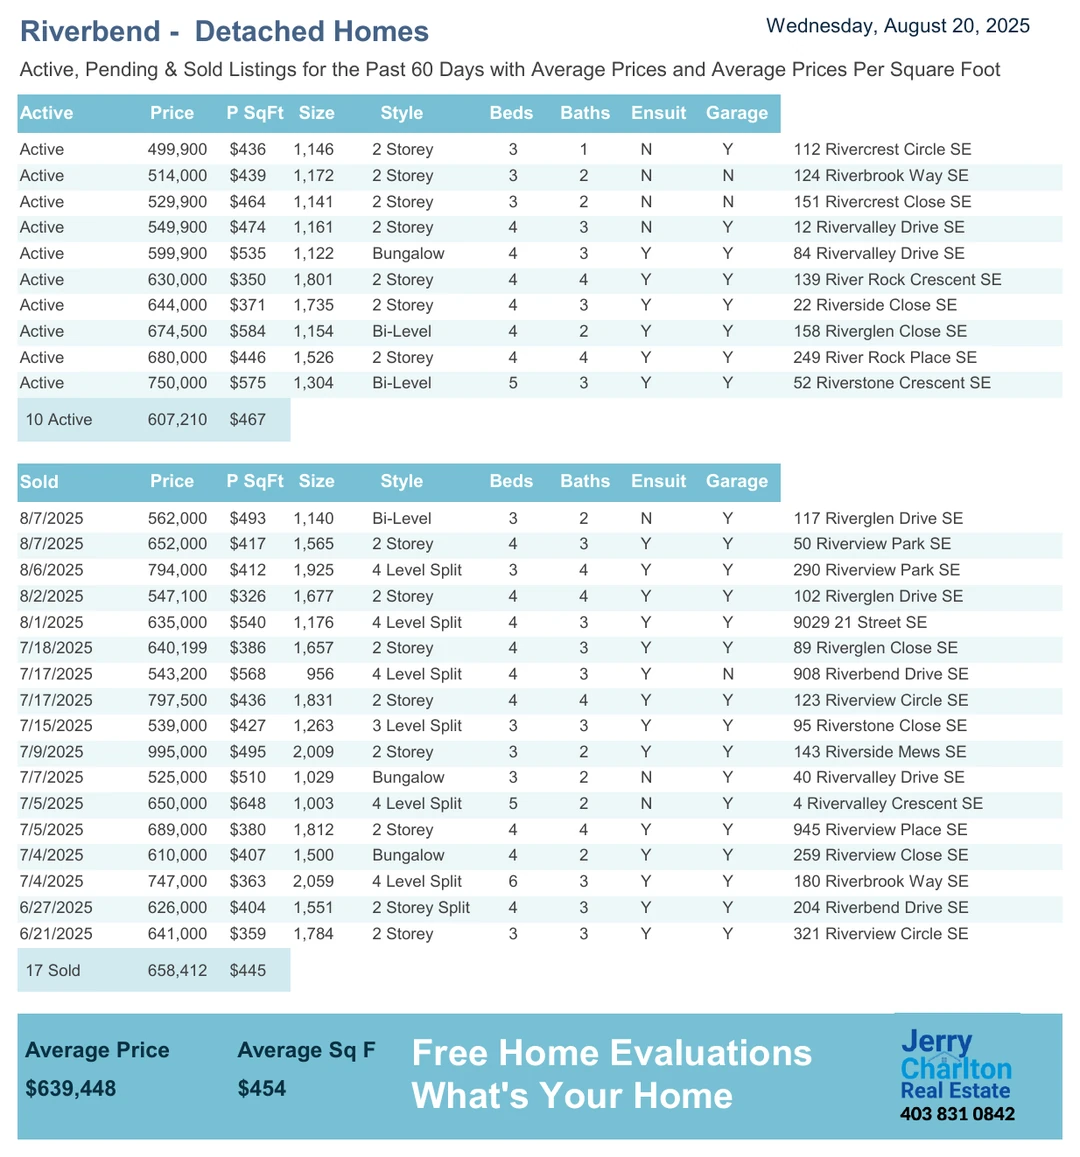 Riverbend - Detached Homes
Wednesday, August 20, 2025
Active, Pending & Sold Listings for the Past 60 Days with Average Prices and Average Prices Per Square Foot
Active Price P SqFt Size Style Beds Baths Ensuit Garage
Active 499,900 $436 1,146 2 Storey 3 1 N Y 112 Rivercrest Circle SE
Active 514,000 $439 1,172 2 Storey 3 2 N N 124 Riverbrook Way SE
Active 529,900 $464 1,141 2 Storey 3 2 N N 151 Rivercrest Close SE
Active 549,900 $474 1,161 2 Storey 4 3 N Y 12 Rivervalley Drive SE
Active 599,900 $535 1,122 Bungalow 4 3 Y Y 84 Rivervalley Drive SE
Active 630,000 $350 1,801 2 Storey 4 4 Y Y 139 River Rock Crescent SE
Active 644,000 $371 1,735 2 Storey 4 3 Y Y 22 Riverside Close SE
Active 674,500 $584 1,154 Bi-Level 4 2 Y Y 158 Riverglen Close SE
Active 680,000 $446 1,526 2 Storey 4 4 Y Y 249 River Rock Place SE
Active 750,000 $575 1,304 Bi-Level 5 3 Y Y 52 Riverstone Crescent SE
10 Active 607,210 $467
Sold Price P SqFt Size Style Beds Baths Ensuit Garage
8/7/2025 562,000 $493 1,140 Bi-Level 3 2 N Y 117 Riverglen Drive SE
8/7/2025 652,000 $417 1,565 2 Storey 4 3 Y Y 50 Riverview Park SE
8/6/2025 794,000 $412 1,925 4 Level Split 3 4 Y Y 290 Riverview Park SE
8/2/2025 547,100 $326 1,677 2 Storey 4 4 Y Y 102 Riverglen Drive SE
8/1/2025 635,000 $540 1,176 4 Level Split 4 3 Y Y 9029 21 Street SE
7/18/2025 640,199 $386 1,657 2 Storey 4 3 Y Y 89 Riverglen Close SE
7/17/2025 543,200 $568 956 4 Level Split 4 3 Y N 908 Riverbend Drive SE
7/17/2025 797,500 $436 1,831 2 Storey 4 4 Y Y 123 Riverview Circle SE
7/15/2025 539,000 $427 1,263 3 Level Split 3 3 Y Y 95 Riverstone Close SE
7/9/2025 995,000 $495 2,009 2 Storey 3 2 Y Y 143 Riverside Mews SE
7/7/2025 525,000 $510 1,029 Bungalow 3 2 N Y 40 Rivervalley Drive SE
7/5/2025 650,000 $648 1,003 4 Level Split 5 2 N Y 4 Rivervalley Crescent SE
7/5/2025 689,000 $380 1,812 2 Storey 4 4 Y Y 945 Riverview Place SE
7/4/2025 610,000 $407 1,500 Bungalow 4 2 Y Y 259 Riverview Close SE
7/4/2025 747,000 $363 2,059 4 Level Split 6 3 Y Y 180 Riverbrook Way SE
6/27/2025 626,000 $404 1,551 2 Storey Split 4 3 Y Y 204 Riverbend Drive SE
6/21/2025 641,000 $359 1,784 2 Storey 3 3 Y Y 321 Riverview Circle SE
17 Sold 658,412 $445
Average Price Average Sq F
$639,448 $454
Free Home Evaluations
What's Your Home
Jerry
Charlton
Real Estate
403 831 0842